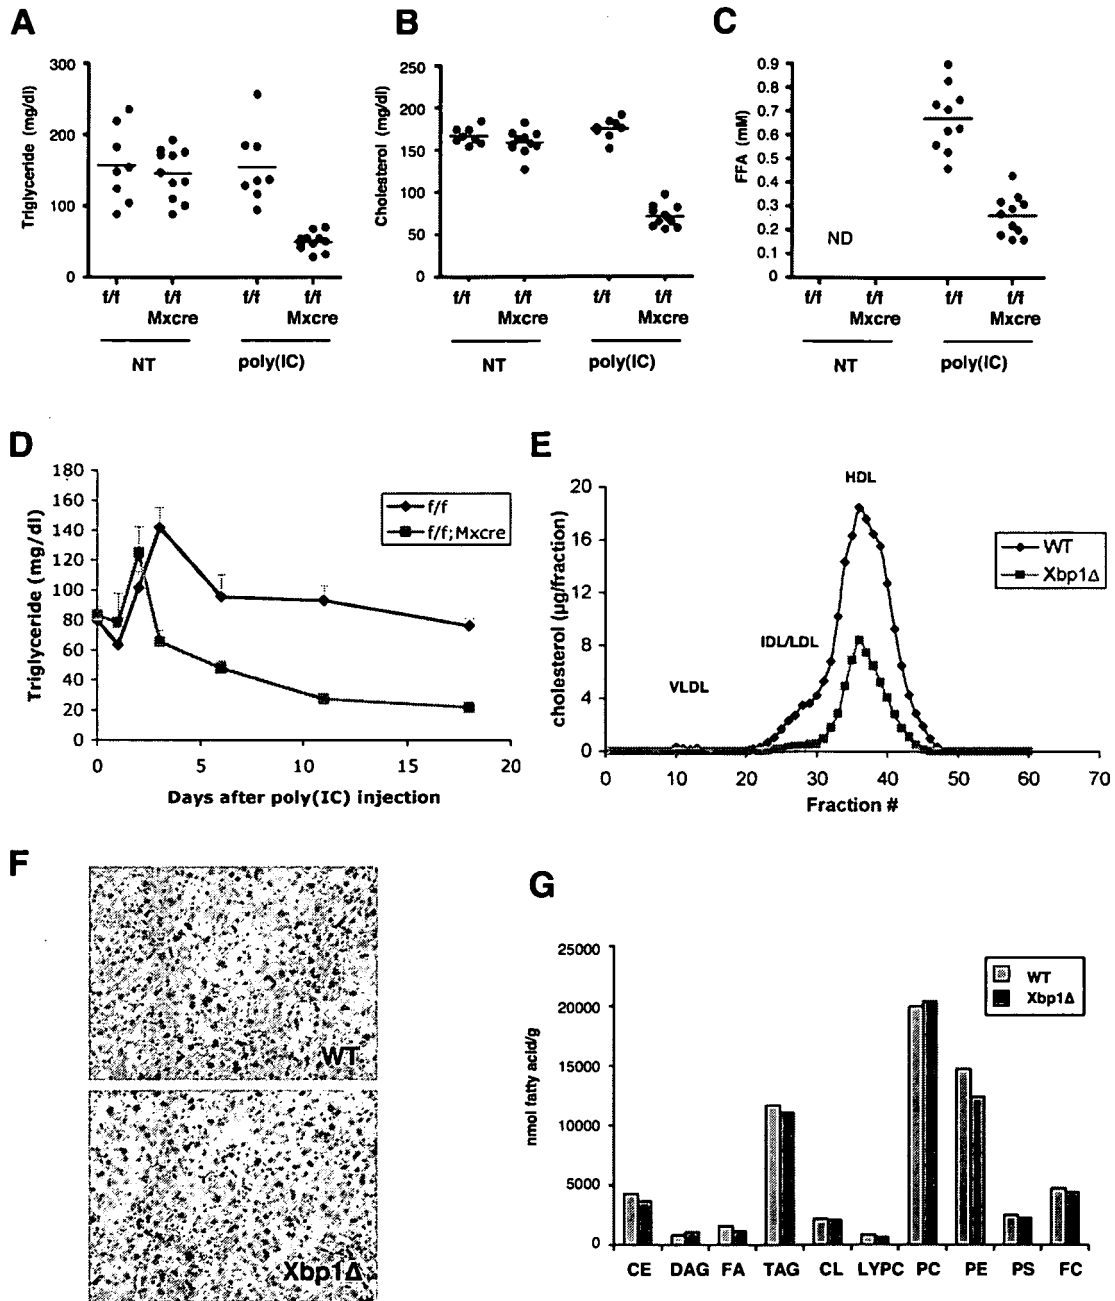 A
Triglyceride (mg/dl)
300
200
100
0
f/f
f/f
Mxcre
f/f
f/f
Mxcre
NT
poly(IC)
B
Cholesterol (mg/dl)
250
200
150
100
50
0
f/f
f/f
Mxcre
f/f
f/f
Mxcre
NT
poly(IC)
C
FFA (mM)
0.9
0.8
0.7
0.6
0.5
0.4
0.3
0.2
0.1
0
ND
f/f
f/f
Mxcre
f/f
f/f
Mxcre
NT
poly(IC)
D
Triglyceride (mg/dl)
180
160
140
120
100
80
60
40
20
0
0
5
10
15
20
Days after poly(IC) injection
f/f
f/f;Mxcre
E
cholesterol (µg/fraction)
20
16
12
8
4
0
0
10
20
30
40
50
60
70
Fraction #
VLDL
IDL/LDL
HDL
WT
Xbp1Δ
F
WT
Xbp1Δ
G
nmol fatty acid/g
25000
20000
15000
10000
5000
0
CE DAG FA TAG CL LYPC PC PE PS FC
WT
Xbp1Δ